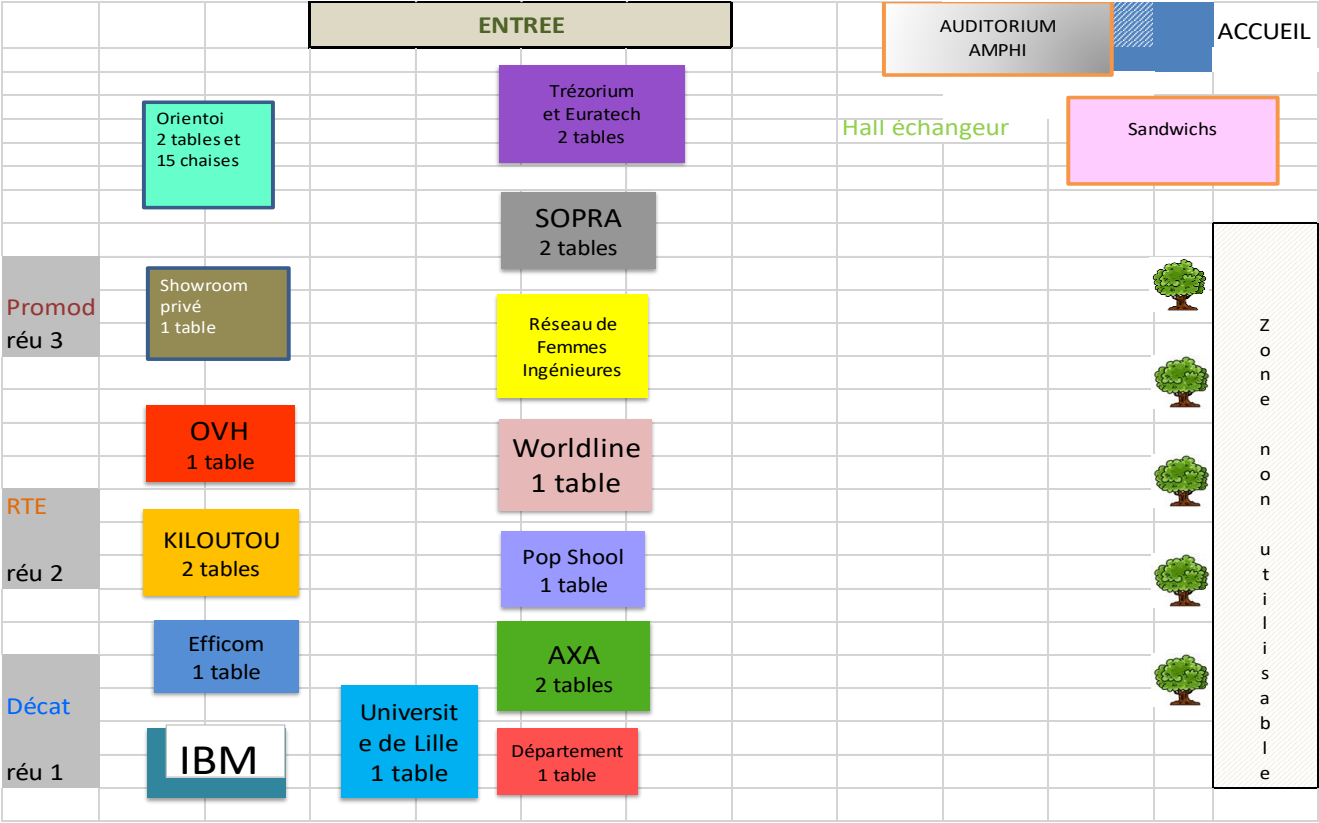 ENTREE
AUDITORIUM
AMPHI
ACCUEIL
Trézorium
et Euratech
2 tables
Orientoi
2 tables et
15 chaises
Hall échangeur
Sandwichs
SOPRA
2 tables
Promod
réu 3
Showroom
privé
1 table
Réseau de
Femmes
Ingénieures
OVH
1 table
Worldline
1 table
RTE
réu 2
KILOUTOU
2 tables
Pop Shool
1 table
Efficom
1 table
AXA
2 tables
Décat
réu 1
IBM
Universit
e de Lille
1 table
Département
1 table
Z
o
n
e
n
o
n
u
t
i
l
i
s
a
b
l
e